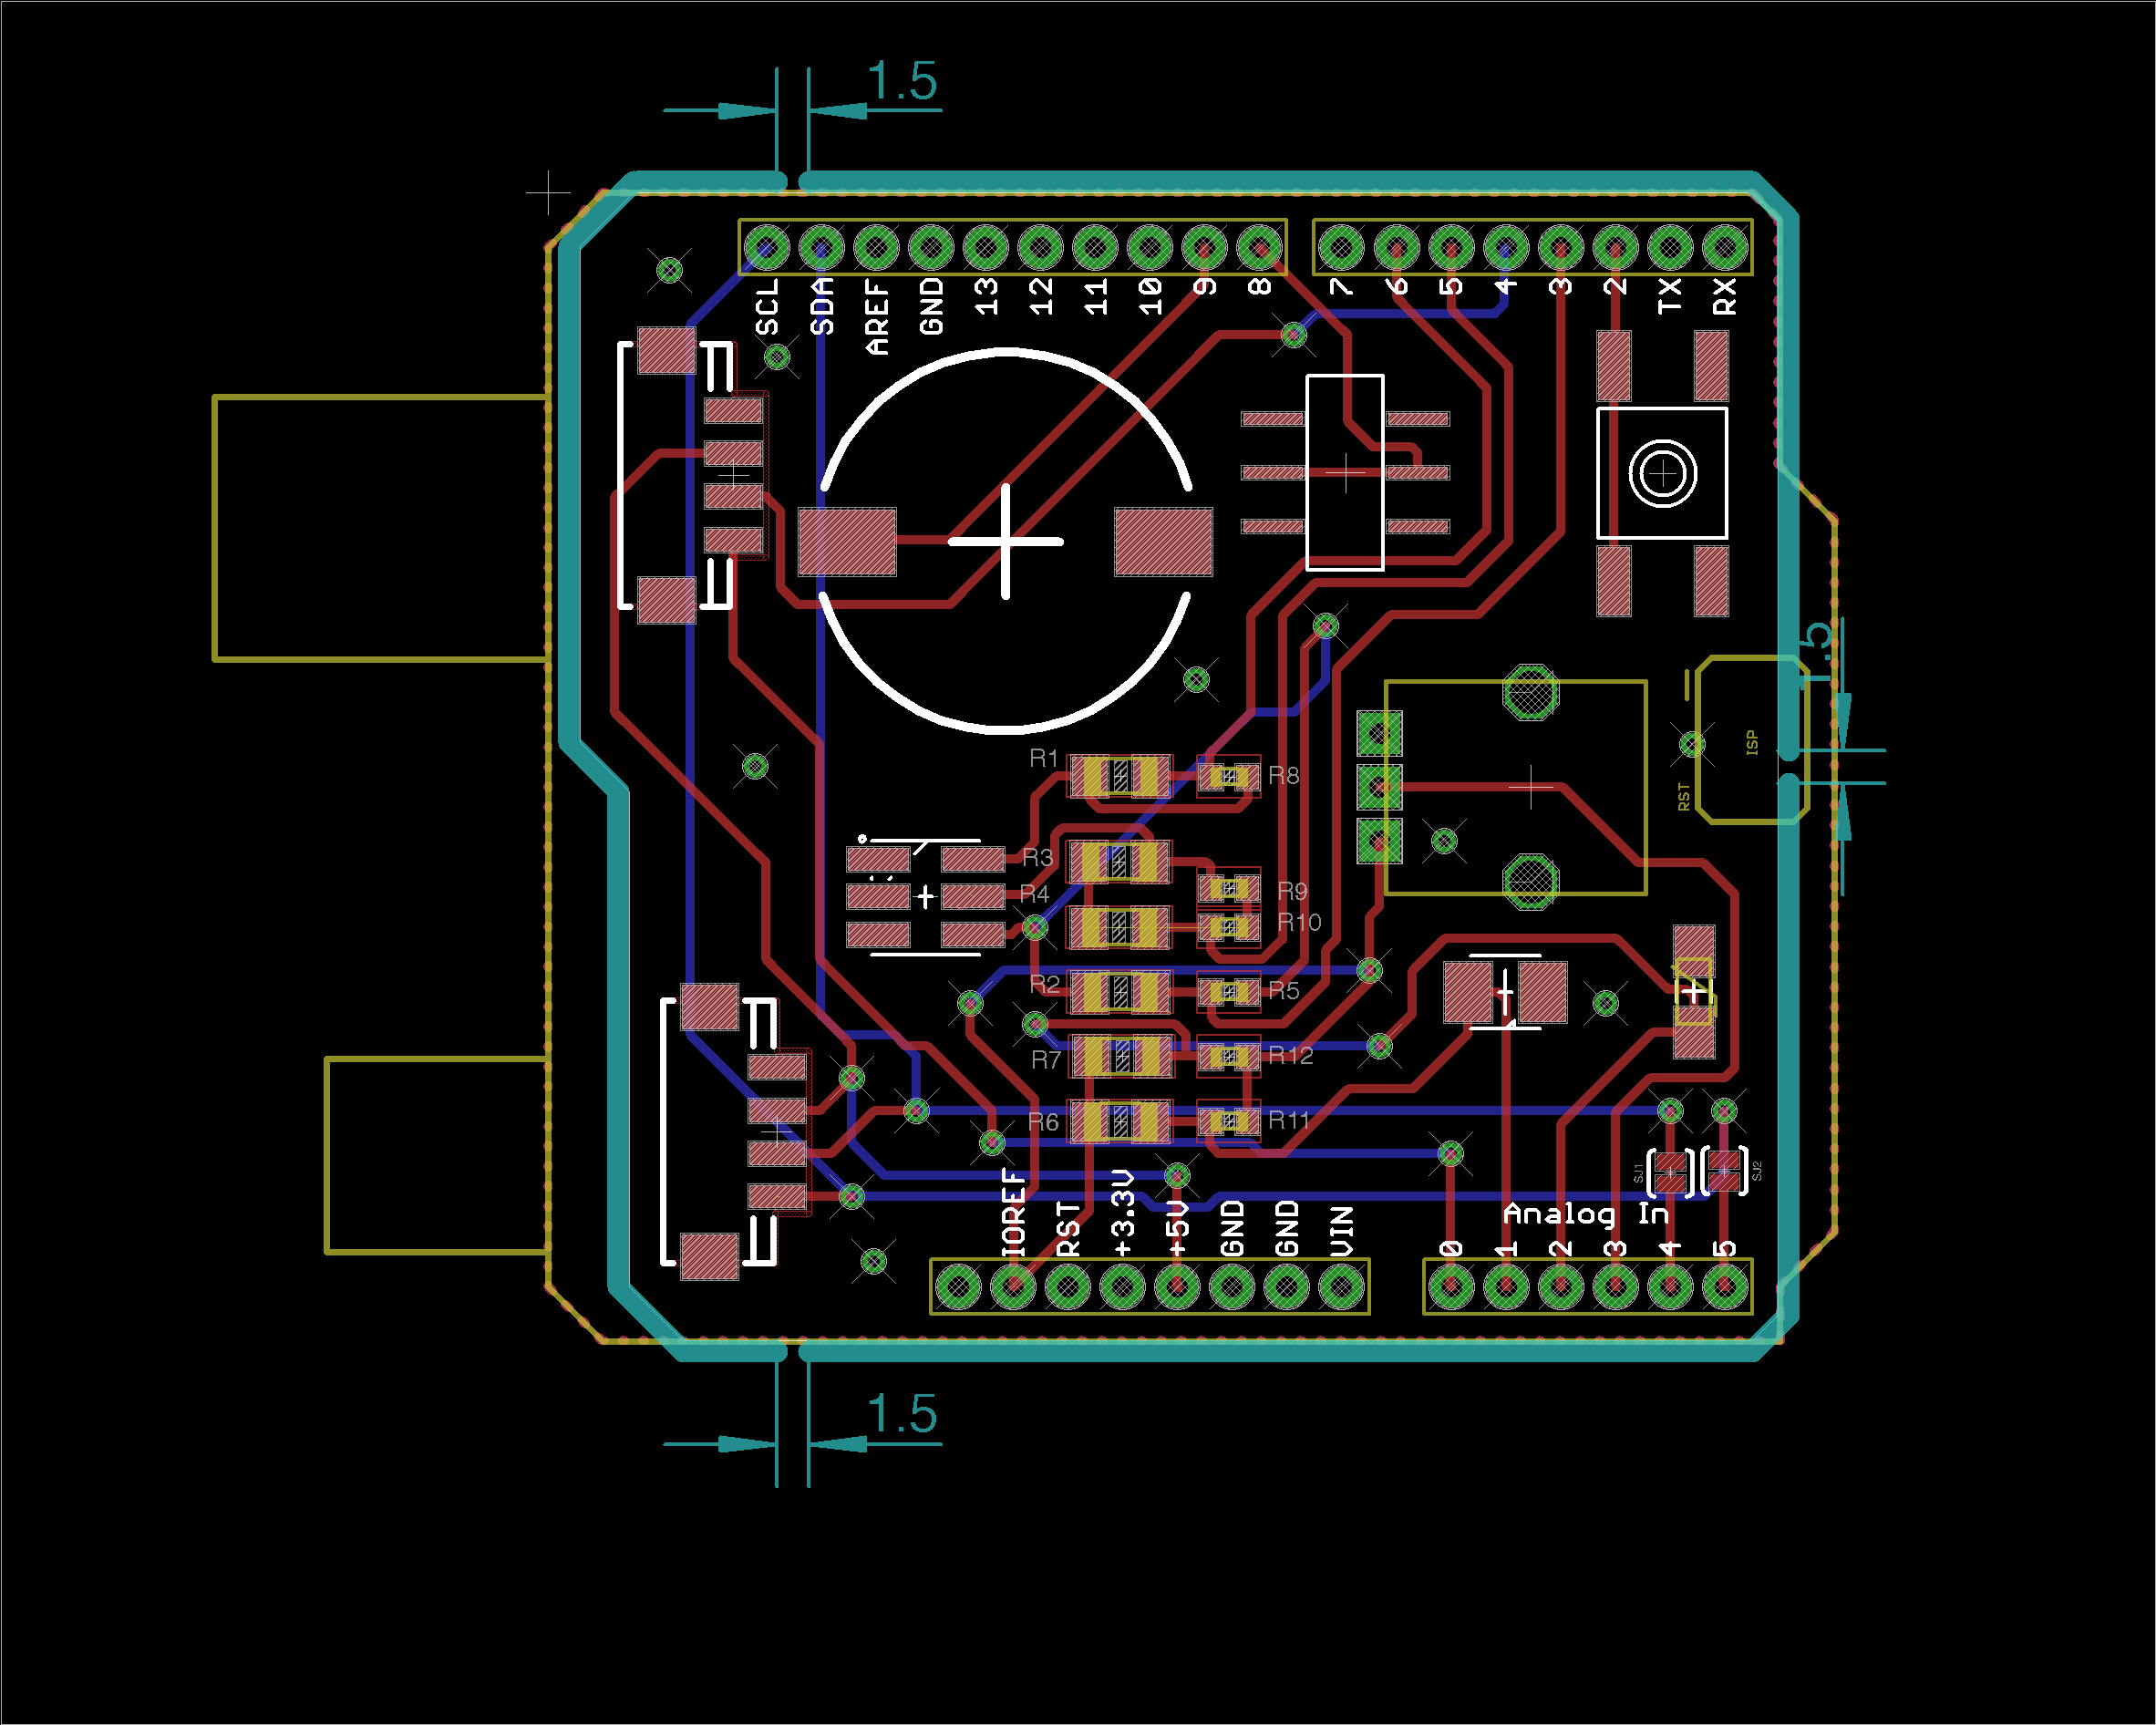 1.5
SCL SDA AREF GND 13 12 11 10 9 8 7 6 5 4 3 2 TX RX
1.5
R1 R8
ISP
RST
R3
R4 R9
R10
R2 R5
R7 R12
R6 R11
SJ1 SJ2
IOREF RST +3.3V +5V GND GND VIN
Analog In
0 1 2 3 4 5
1.5